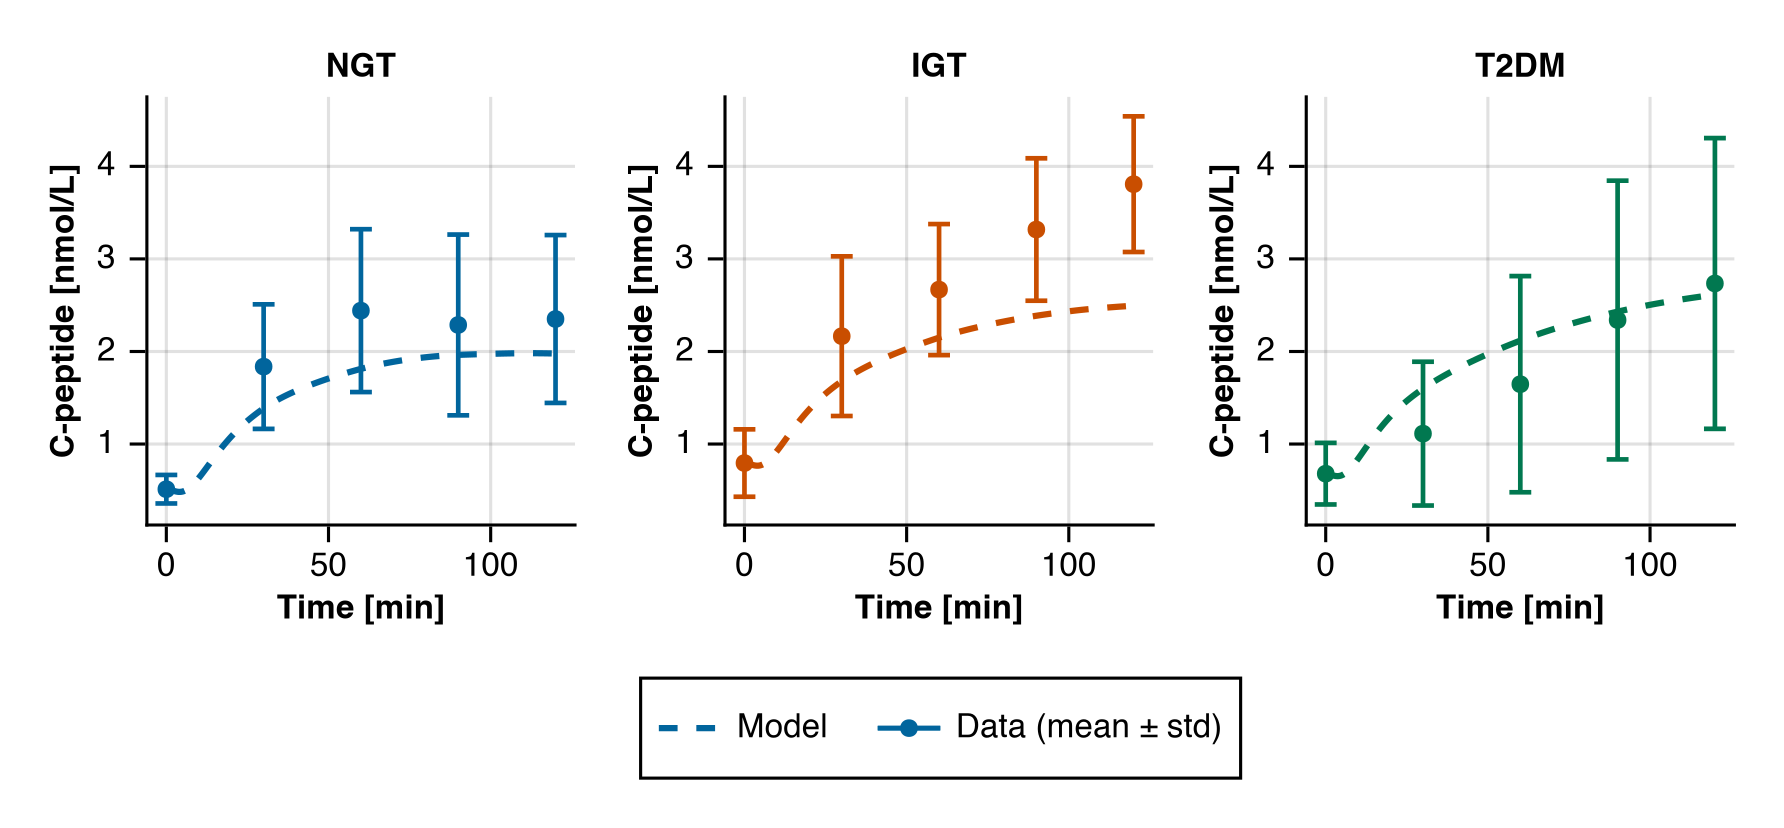 NGT
IGT
T2DM
C-peptide [nmol/L]
4
3
2
1
0
50
100
Time [min]
C-peptide [nmol/L]
4
3
2
1
0
50
100
Time [min]
C-peptide [nmol/L]
4
3
2
1
0
50
100
Time [min]
Model
Data (mean ± std)